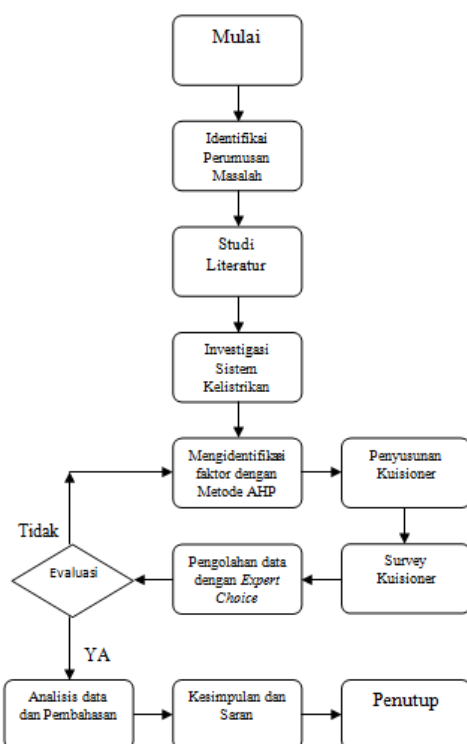 Mulai
Identifikai
Perumusan
Masalah
Studi
Literatur
Investigasi
Sistem
Kelistrikan
Mengidentifikasi
faktor dengan
Metode AHP
Penyusunan
Kuisioner
Survey
Kuisioner
Pengolahan data
dengan Expert
Choice
Evaluasi
Tidak
YA
Analisis data
dan Pembahasan
Kesimpulan dan
Saran
Penutup